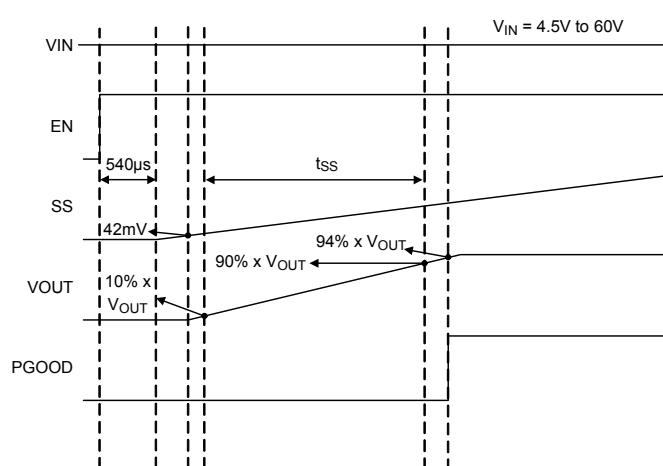 V_IN = 4.5V to 60V
VIN
EN
540µs
t_SS
SS
42mV
94% x V_OUT
90% x V_OUT
10% x
V_OUT
VOUT
PGOOD